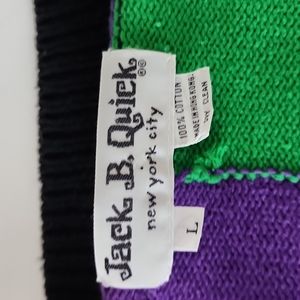 Jack B. Quick
®©
new york city
100% COTTON
MADE IN HONG KONG
DRY CLEAN
L